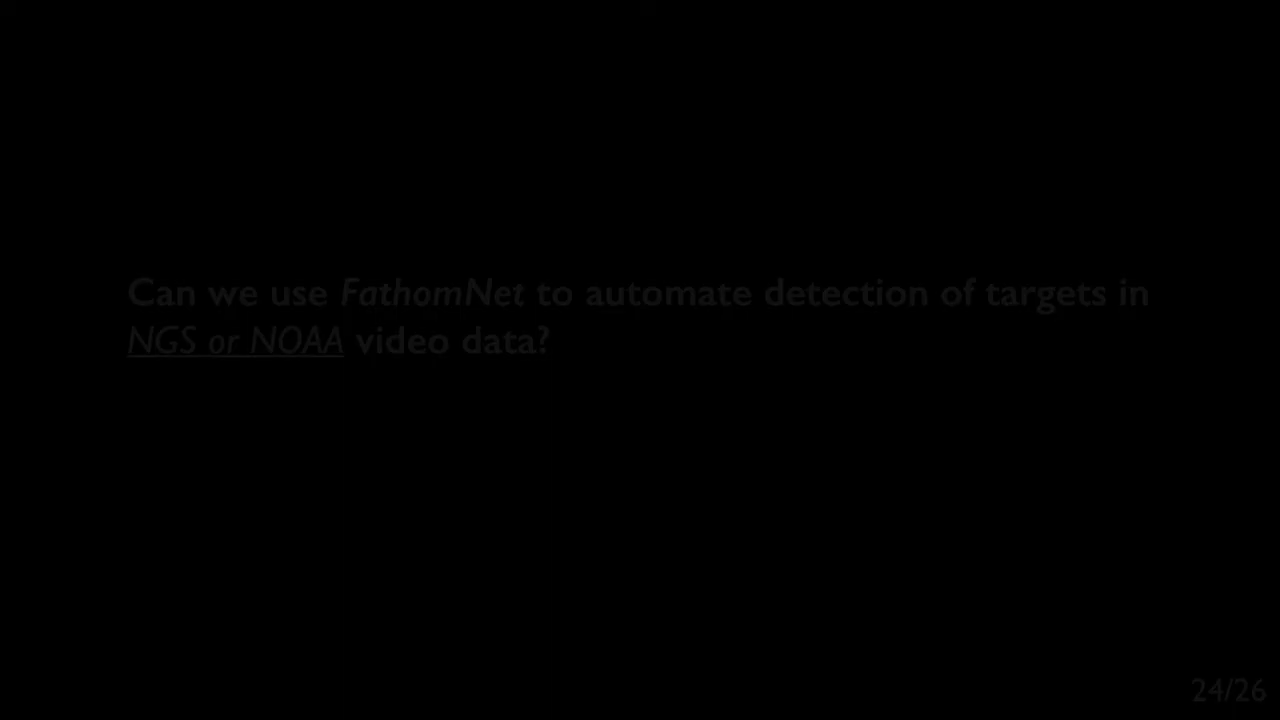 Can we use FathomNet to automate detection of targets in
NGS or NOAA video data?
24/26